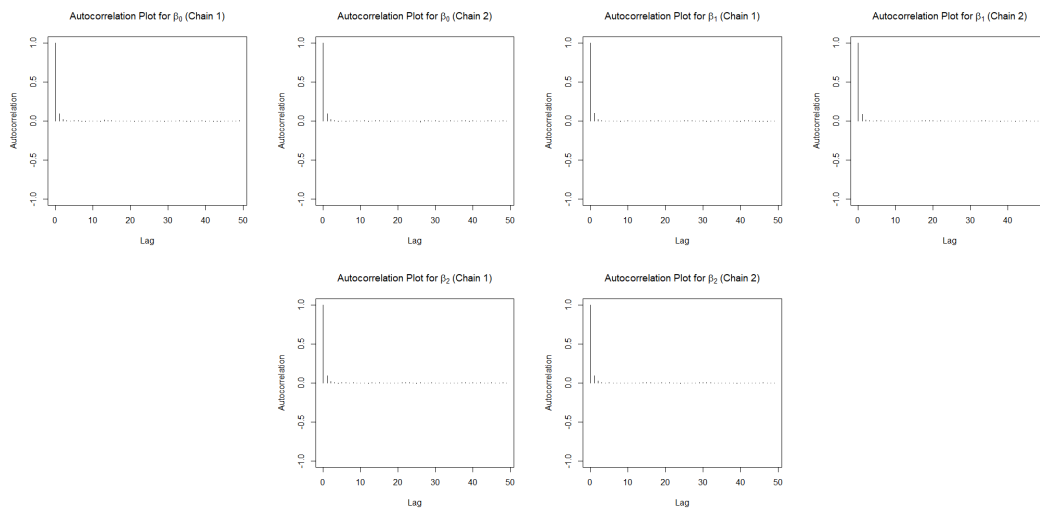 Autocorrelation Plot for β₀ (Chain 1)
1.0
0.5
0.0
-0.5
-1.0
Autocorrelation
0 10 20 30 40 50
Lag
Autocorrelation Plot for β₀ (Chain 2)
1.0
0.5
0.0
-0.5
-1.0
Autocorrelation
0 10 20 30 40 50
Lag
Autocorrelation Plot for β₁ (Chain 1)
1.0
0.5
0.0
-0.5
-1.0
Autocorrelation
0 10 20 30 40 50
Lag
Autocorrelation Plot for β₁ (Chain 2)
1.0
0.5
0.0
-0.5
-1.0
Autocorrelation
0 10 20 30 40
Lag
Autocorrelation Plot for β₂ (Chain 1)
1.0
0.5
0.0
-0.5
-1.0
Autocorrelation
0 10 20 30 40 50
Lag
Autocorrelation Plot for β₂ (Chain 2)
1.0
0.5
0.0
-0.5
-1.0
Autocorrelation
0 10 20 30 40 50
Lag